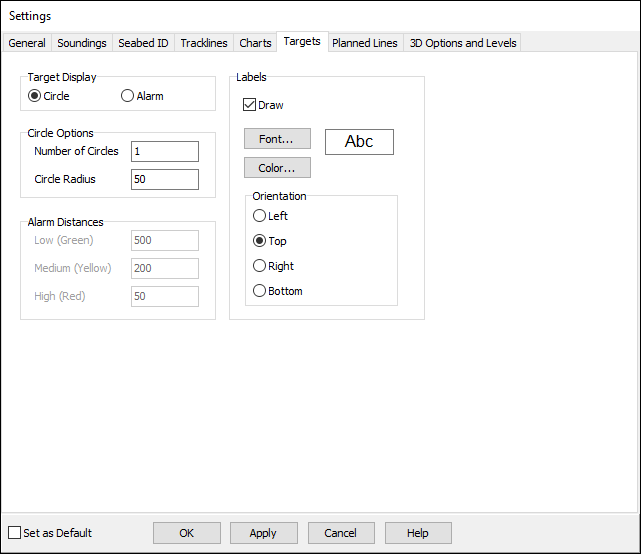 Settings
General Soundings Seabed ID Tracklines Charts Targets Planned Lines 3D Options and Levels
Target Display
Circle Alarm
Circle Options
Number of Circles 1
Circle Radius 50
Alarm Distances
Low (Green) 500
Medium (Yellow) 200
High (Red) 50
Labels
Draw
Font... Abc
Color...
Orientation
Left
Top
Right
Bottom
Set as Default OK Apply Cancel Help